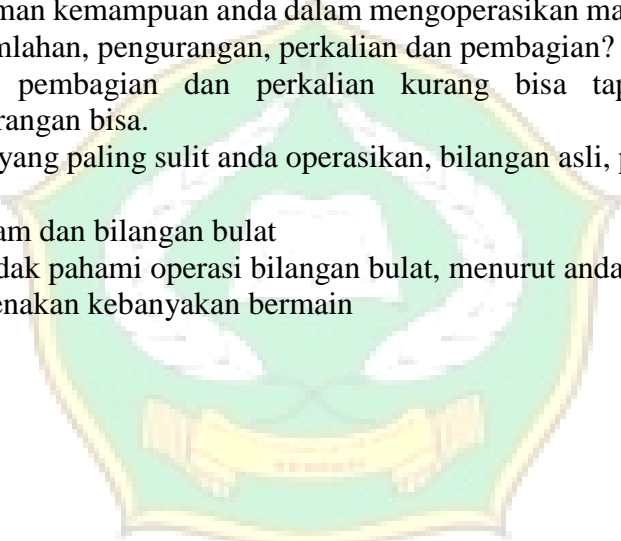 man kemampuan anda dalam mengoperasikan ma
mlahan, pengurangan, perkalian dan pembagian?
pembagian dan perkalian kurang bisa tap
rangan bisa.
yang paling sulit anda operasikan, bilangan asli, p
am dan bilangan bulat
dak pahami operasi bilangan bulat, menurut anda
enakan kebanyakan bermain